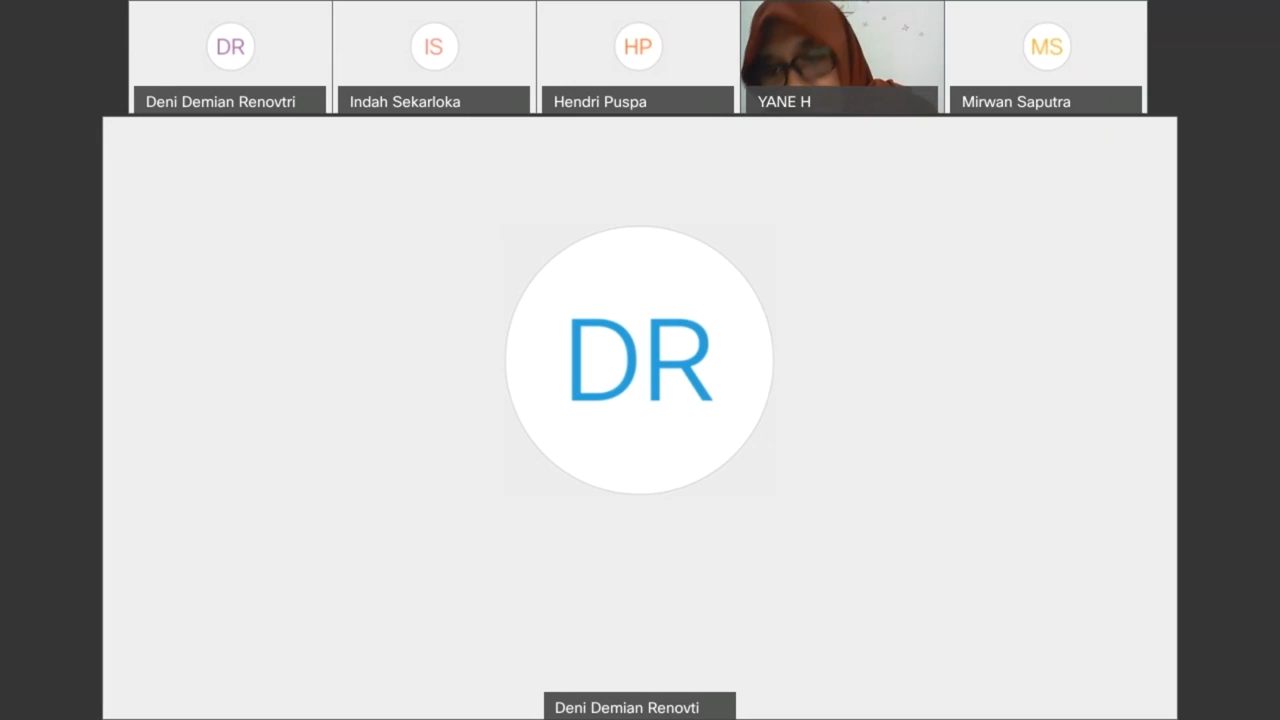 DR
Deni Demian Renovtri
IS
Indah Sekarloka
HP
Hendri Puspa
YANE H
MS
Mirwan Saputra
DR
Deni Demian Renovti